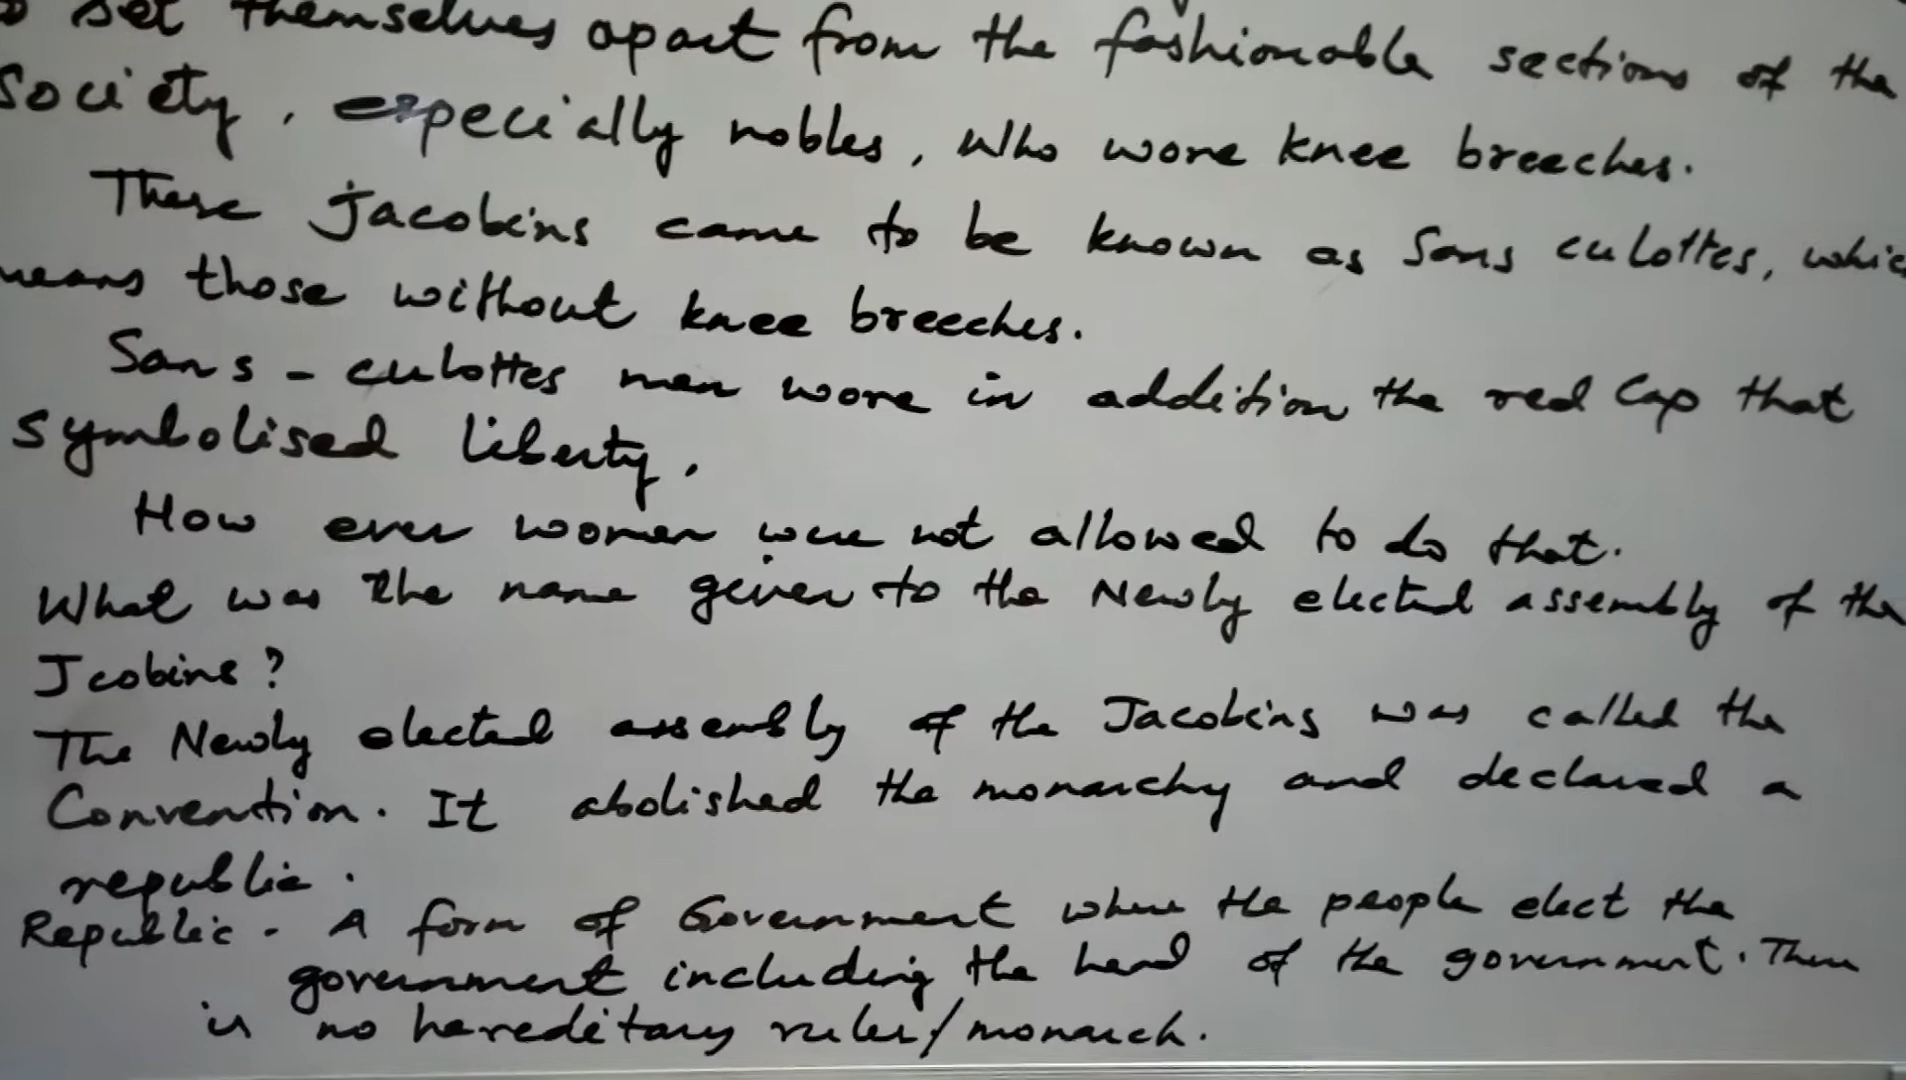 set themselves apart from the fashionable sections of the
Society, especially nobles, who wore knee breeches.
These Jacobins came to be known as Sans culottes, whic
means those without knee breeches.
Sans-culottes men wore in addition the red Cap that
symbolised liberty.
How ever women were not allowed to do that.
What was the name given to the Newly elected assembly of the
Jcobins?
The Newly elected assembly of the Jacobins was called the
Convention. It abolished the monarchy and declared a
republic.
Republic - A form of Government where the people elect the
government including the head of the government. There
is no hereditary ruler/monarch.